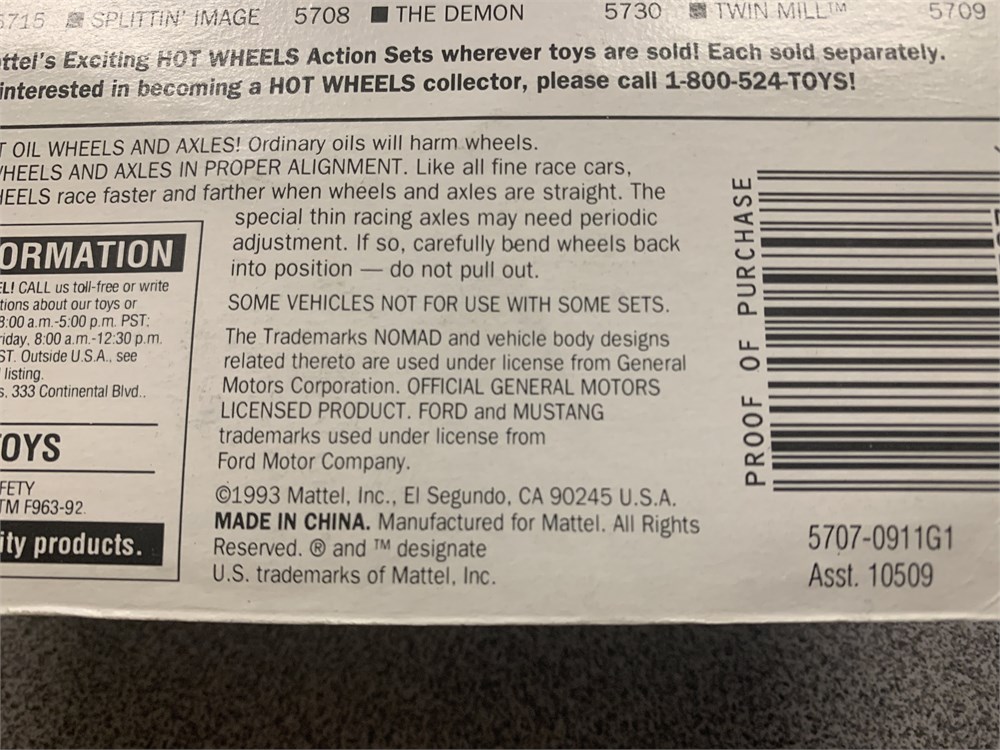 5715 SPLITTIN' IMAGE 5708 THE DEMON 5730 TWIN MILL™ 5709
ttel's Exciting HOT WHEELS Action Sets wherever toys are sold! Each sold separately.
interested in becoming a HOT WHEELS collector, please call 1-800-524-TOYS!
T OIL WHEELS AND AXLES! Ordinary oils will harm wheels.
WHEELS AND AXLES IN PROPER ALIGNMENT. Like all fine race cars,
HEELS race faster and farther when wheels and axles are straight. The
special thin racing axles may need periodic
adjustment. If so, carefully bend wheels back
into position — do not pull out.
SOME VEHICLES NOT FOR USE WITH SOME SETS.
The Trademarks NOMAD and vehicle body designs
related thereto are used under license from General
Motors Corporation. OFFICIAL GENERAL MOTORS
LICENSED PRODUCT. FORD and MUSTANG
trademarks used under license from
Ford Motor Company.
©1993 Mattel, Inc., El Segundo, CA 90245 U.S.A.
MADE IN CHINA. Manufactured for Mattel. All Rights
Reserved. ® and ™ designate
U.S. trademarks of Mattel, Inc.
ORMATION
EL! CALL us toll-free or write
tions about our toys or
8:00 a.m.-5:00 p.m. PST:
riday, 8:00 a.m.-12:30 p.m.
ST. Outside U.S.A., see
listing.
s, 333 Continental Blvd..
OYS
FETY
TM F963-92.
ity products.
PROOF OF PURCHASE
5707-0911G1
Asst. 10509